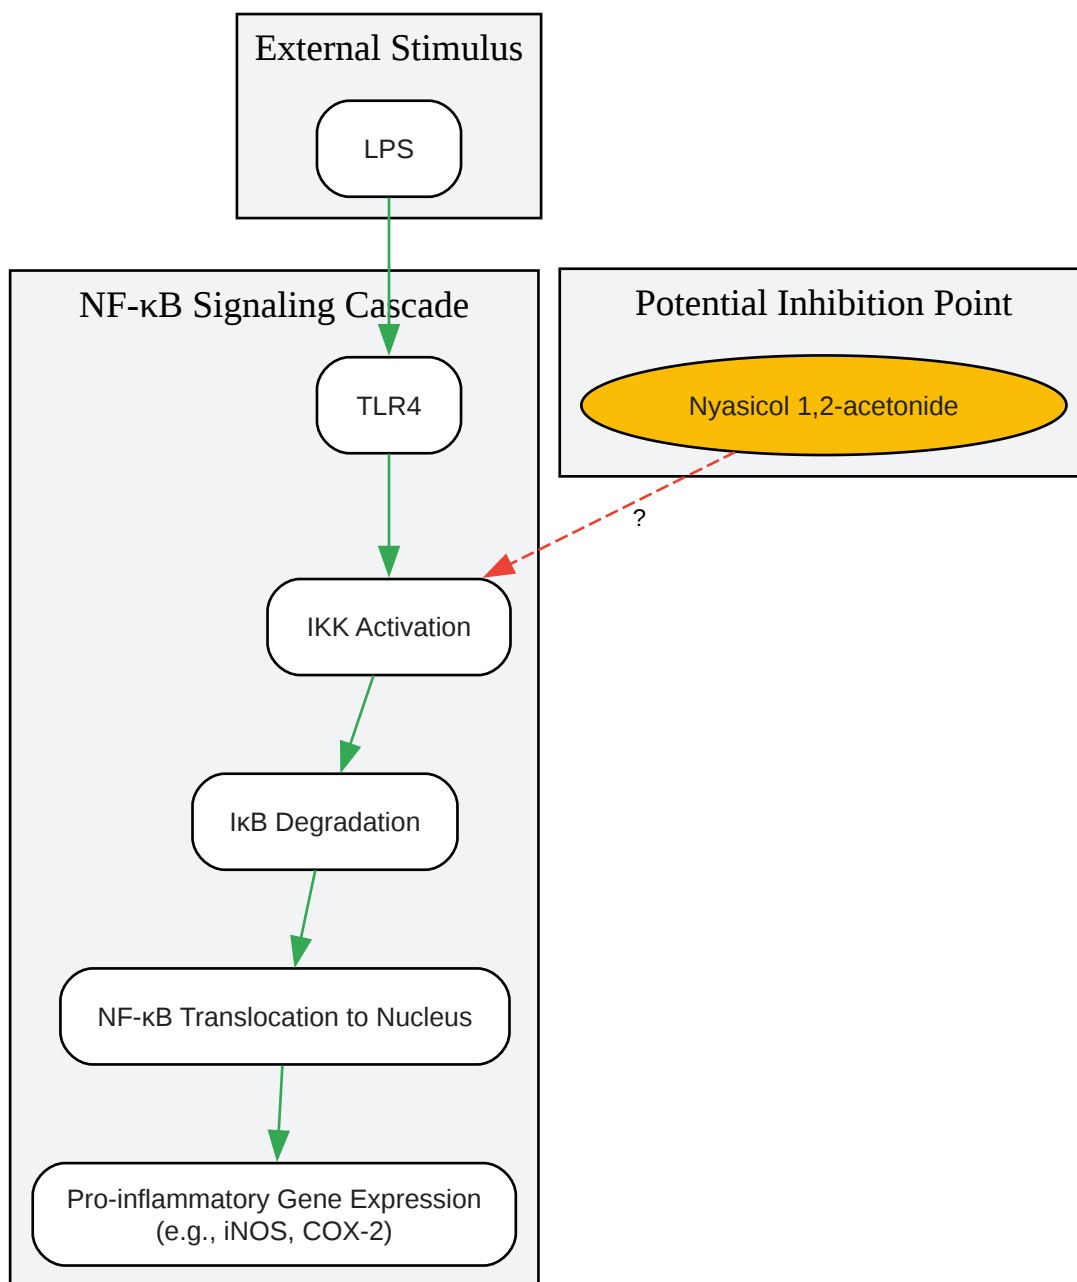 External Stimulus
LPS
NF-κB Signaling Cascade
Potential Inhibition Point
TLR4
Nyasicol 1,2-acetonide
?
IKK Activation
IκB Degradation
NF-κB Translocation to Nucleus
Pro-inflammatory Gene Expression
(e.g., iNOS, COX-2)